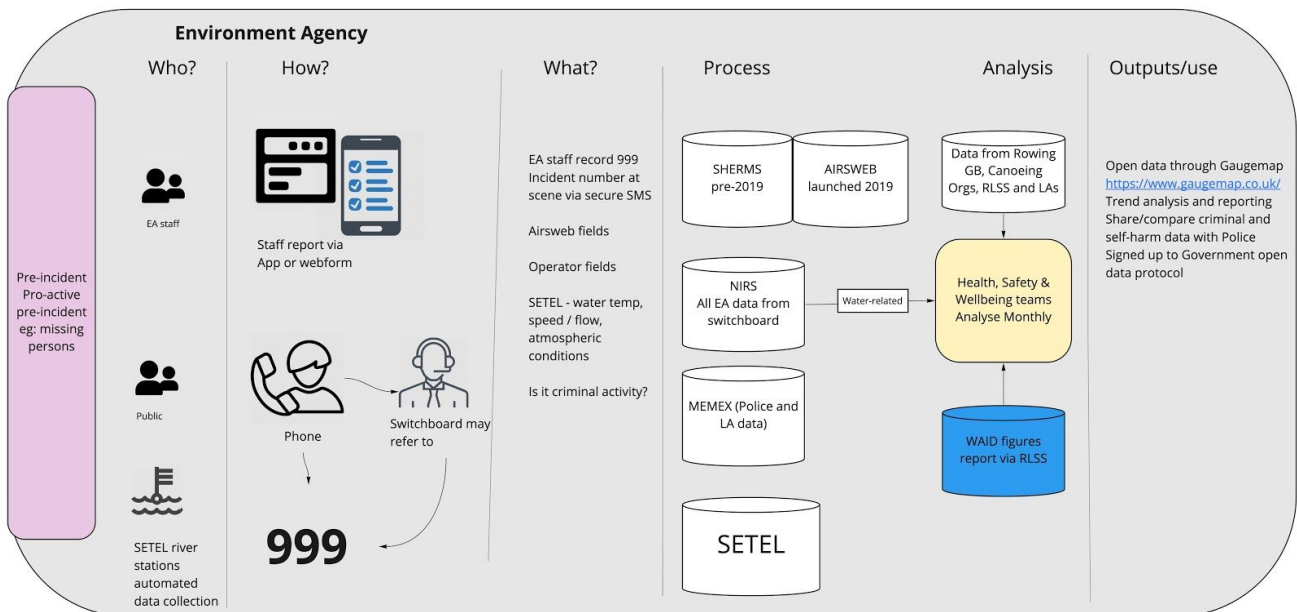 Environment Agency
Who?
How?
What?
Process
Analysis
Outputs/use
Pre-incident
Pro-active
pre-incident
eg: missing
persons
EA staff
Public
SETEL river
stations
automated
data collection
Staff report via
App or webform
Phone
Switchboard may
refer to
999
EA staff record 999
Incident number at
scene via secure SMS
Airsweb fields
Operator fields
SETEL - water temp,
speed / flow,
atmospheric
conditions
Is it criminal activity?
SHERMS
pre-2019
AIRSWEB
launched 2019
NIRS
All EA data from
switchboard
Water-related
MEMEX (Police and
LA data)
SETEL
Data from Rowing
GB, Canoeing
Orgs, RLSS and LAs
Health, Safety &
Wellbeing teams
Analyse Monthly
WAID figures
report via RLSS
Open data through Gaugemap
https://www.gaugemap.co.uk/
Trend analysis and reporting
Share/compare criminal and
self-harm data with Police
Signed up to Government open
data protocol